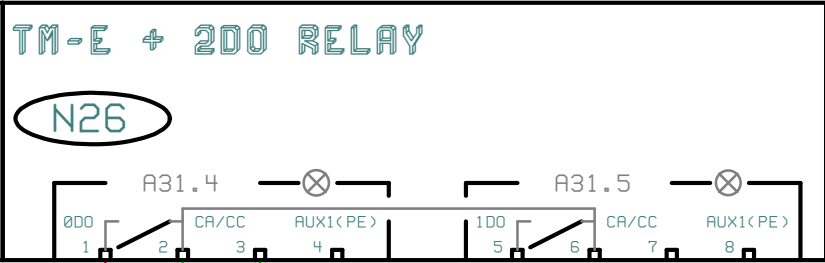 TM-E + 2DO RELAY
N26
A31.4 A31.5
0DO CA/CC AUX1(PE) 1DO CA/CC AUX1(PE)
1 2 3 4 5 6 7 8